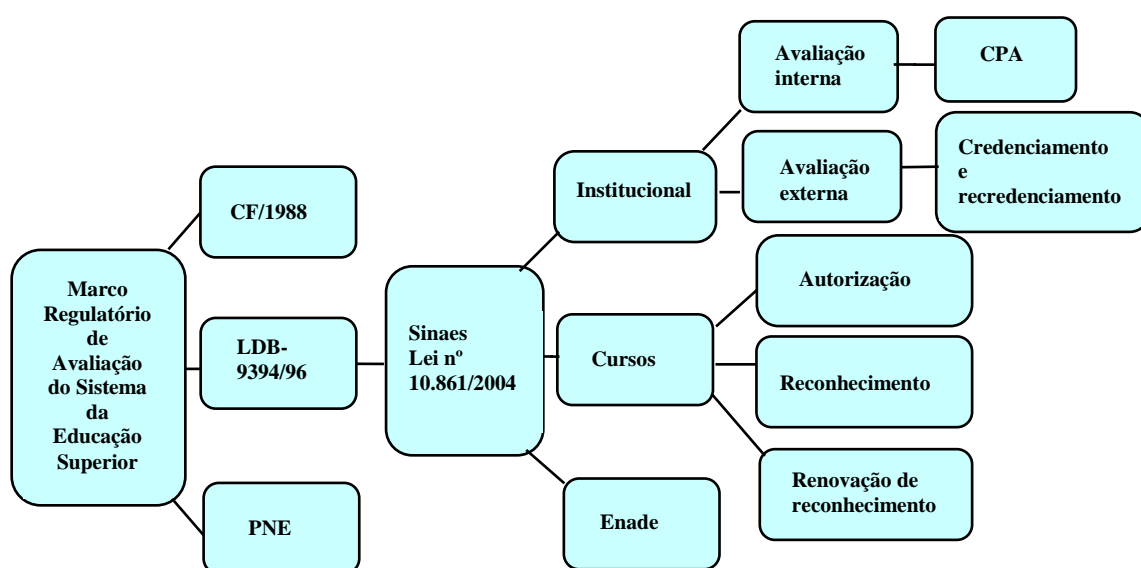 Marco
Regulatório
de
Avaliação
do Sistema
da
Educação
Superior
CF/1988
LDB-
9394/96
PNE
Sinaes
Lei nº
10.861/2004
Institucional
Avaliação
interna
CPA
Avaliação
externa
Credenciamento
e
recredenciamento
Cursos
Autorização
Reconhecimento
Renovação de
reconhecimento
Enade